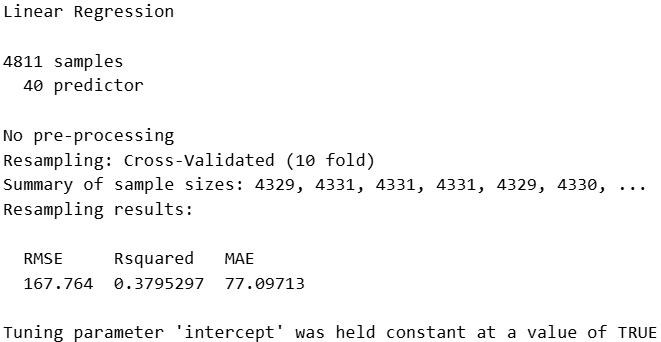 Linear Regression
4811 samples
40 predictor
No pre-processing
Resampling: Cross-Validated (10 fold)
Summary of sample sizes: 4329, 4331, 4331, 4331, 4329, 4330, ...
Resampling results:
RMSE Rsquared MAE
167.764 0.3795297 77.09713
Tuning parameter 'intercept' was held constant at a value of TRUE